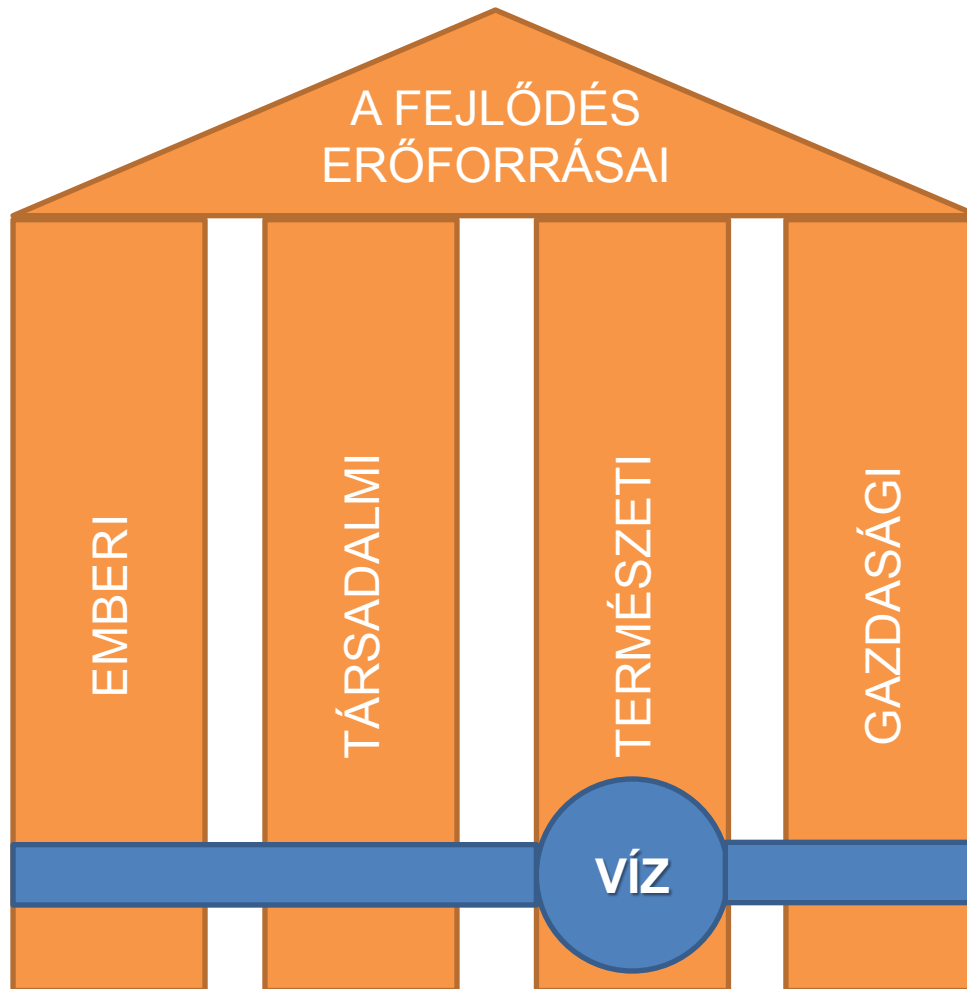 A FEJLŐDÉS
ERŐFORRÁSAI
EMBERI
TÁRSADALMI
TERMÉSZETI
GAZDASÁGI
VÍZ